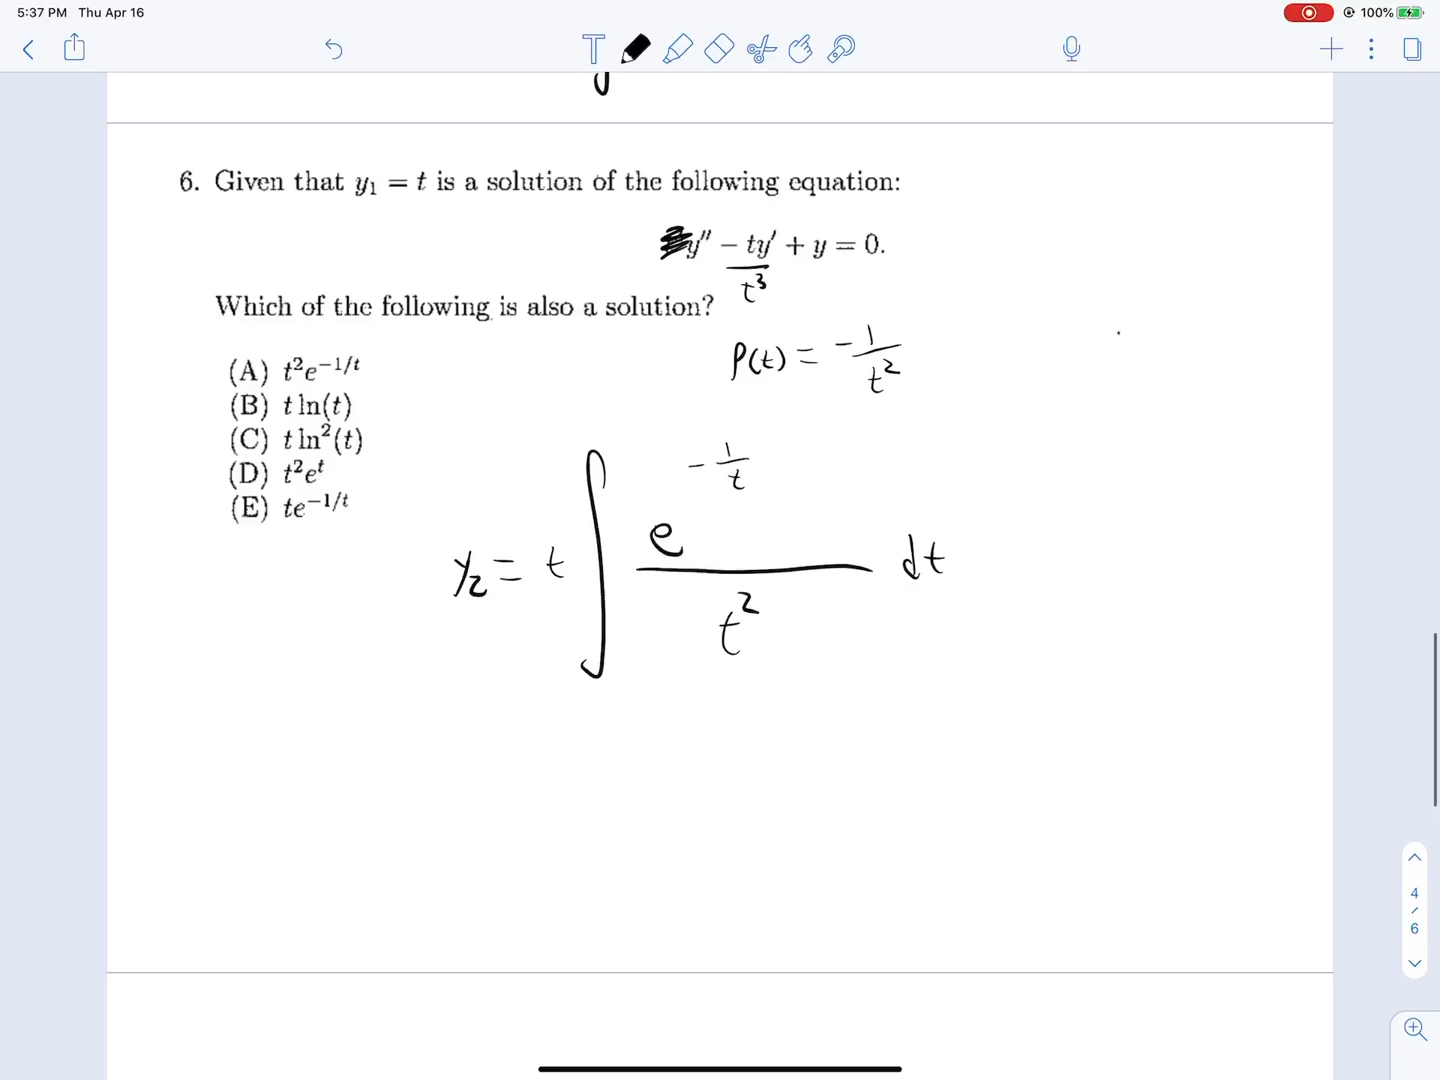 5:37 PM Thu Apr 16
100%
T
6. Given that y₁ = t is a solution of the following equation:
y″ − ty′ + y = 0.
t³
Which of the following is also a solution?
P(t) = − 1/t²
(A) t²e^(−1/t)
(B) t ln(t)
(C) t ln²(t)
(D) t²eᵗ
(E) te^(−1/t)
y₂ = t ∫ e^(−1/t) / t² dt
4
/
6